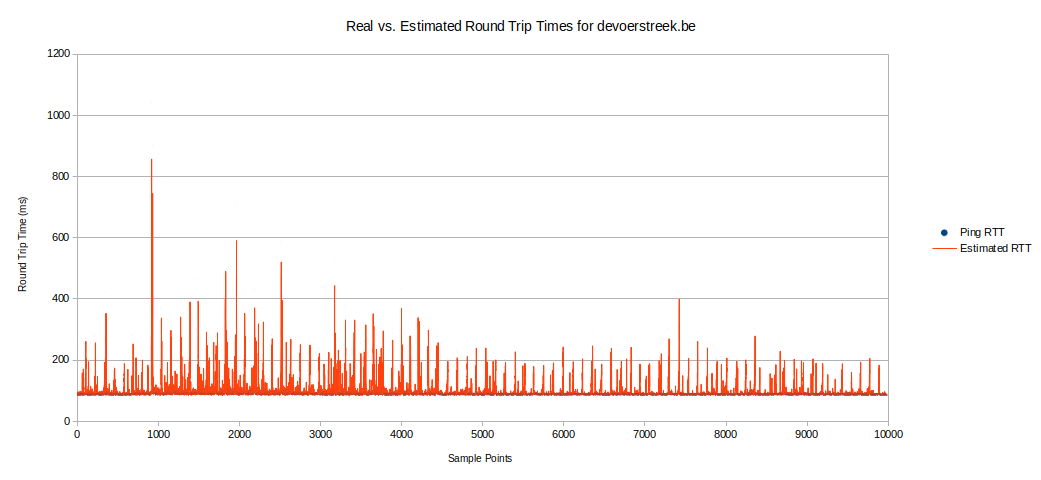 Real vs. Estimated Round Trip Times for devoerstreek.be
1200
1000
800
600
400
200
0
Round Trip Time (ms)
0 1000 2000 3000 4000 5000 6000 7000 8000 9000 10000
Sample Points
Ping RTT
Estimated RTT